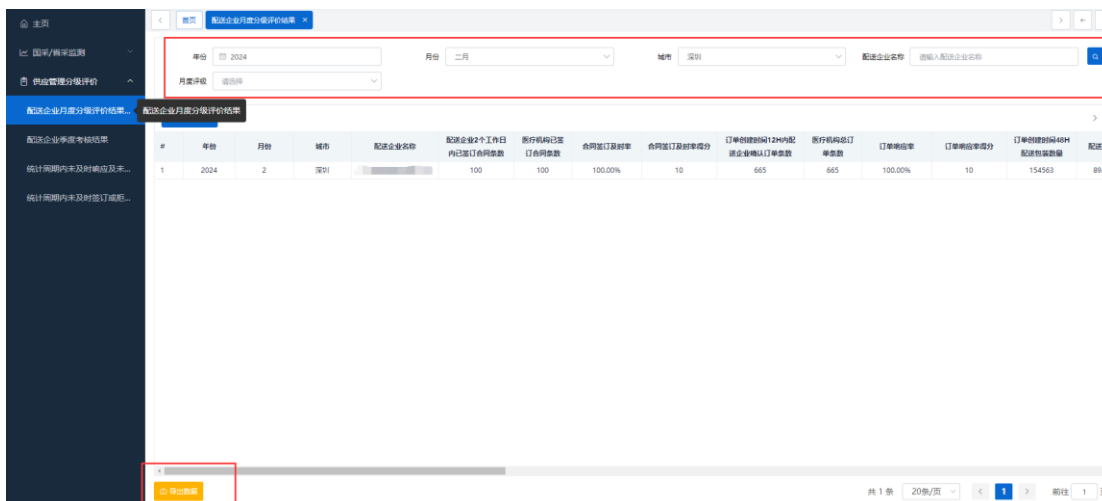 主页
首页 配送企业月度分级评价结果 ×
国采/省采监测
年份 2024 月份 二月 城市 深圳 配送企业名称 请输入配送企业名称
供应管理分级评价
月度评级 请选择
配送企业月度分级评价结果...
配送企业月度分级评价结果
配送企业季度考核结果
统计周期内未及时响应及未...
统计周期内未及时签订或拒...
# 年份 月份 城市 配送企业名称 配送企业2个工作日内已签订合同条数 医疗机构已签订合同条数 合同签订及时率 合同签订及时率得分 订单创建时间12H内配送企业确认订单条数 医疗机构总订单条数 订单响应率 订单响应率得分 订单创建时间48H配送包装数量 配送
1 2024 2 深圳 100 100 100.00% 10 665 665 100.00% 10 154563 89
导出数据
共 1 条 20条/页 < 1 > 前往 1